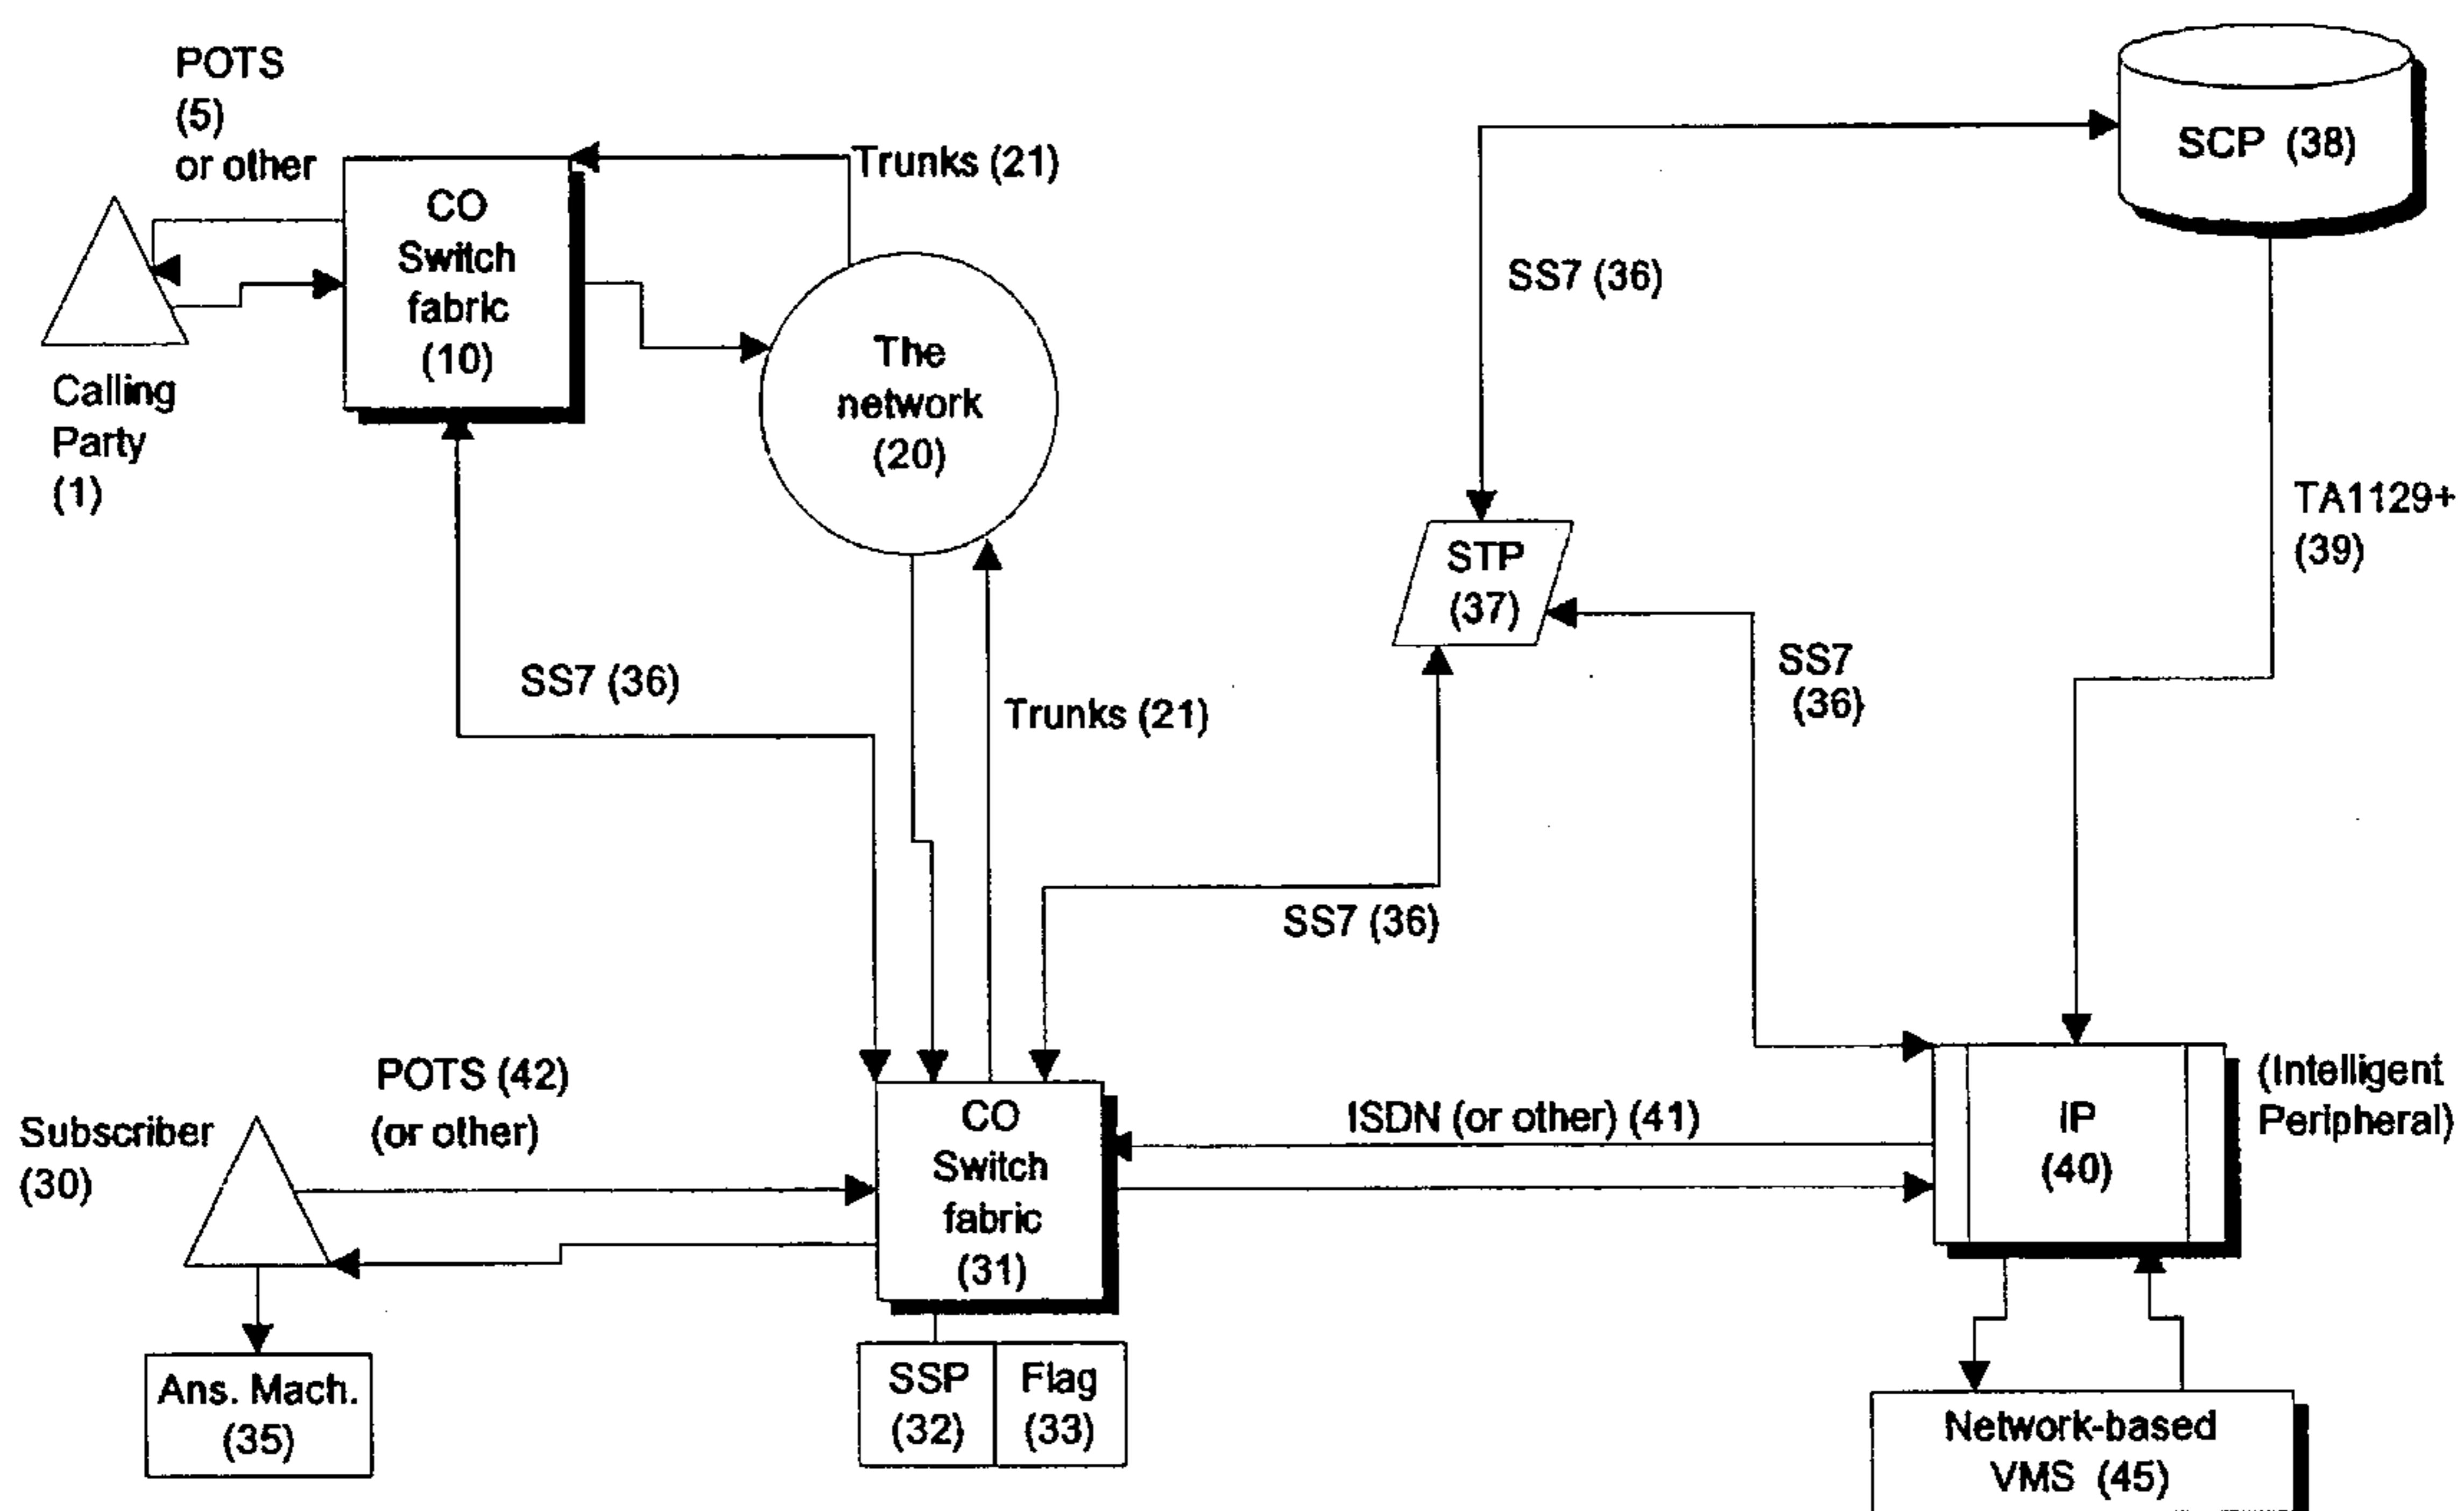 POTS
(5)
or other
Calling
Party
(1)
CO
Switch
fabric
(10)
Trunks (21)
The
network
(20)
SCP (38)
SS7 (36)
TA1129+
(39)
STP
(37)
SS7
(36)
SS7 (36)
Trunks (21)
SS7 (36)
POTS (42)
(or other)
Subscriber
(30)
CO
Switch
fabric
(31)
ISDN (or other) (41)
IP
(40)
(Intelligent
Peripheral)
Ans. Mach.
(35)
SSP
(32)
Flag
(33)
Network-based
VMS (45)